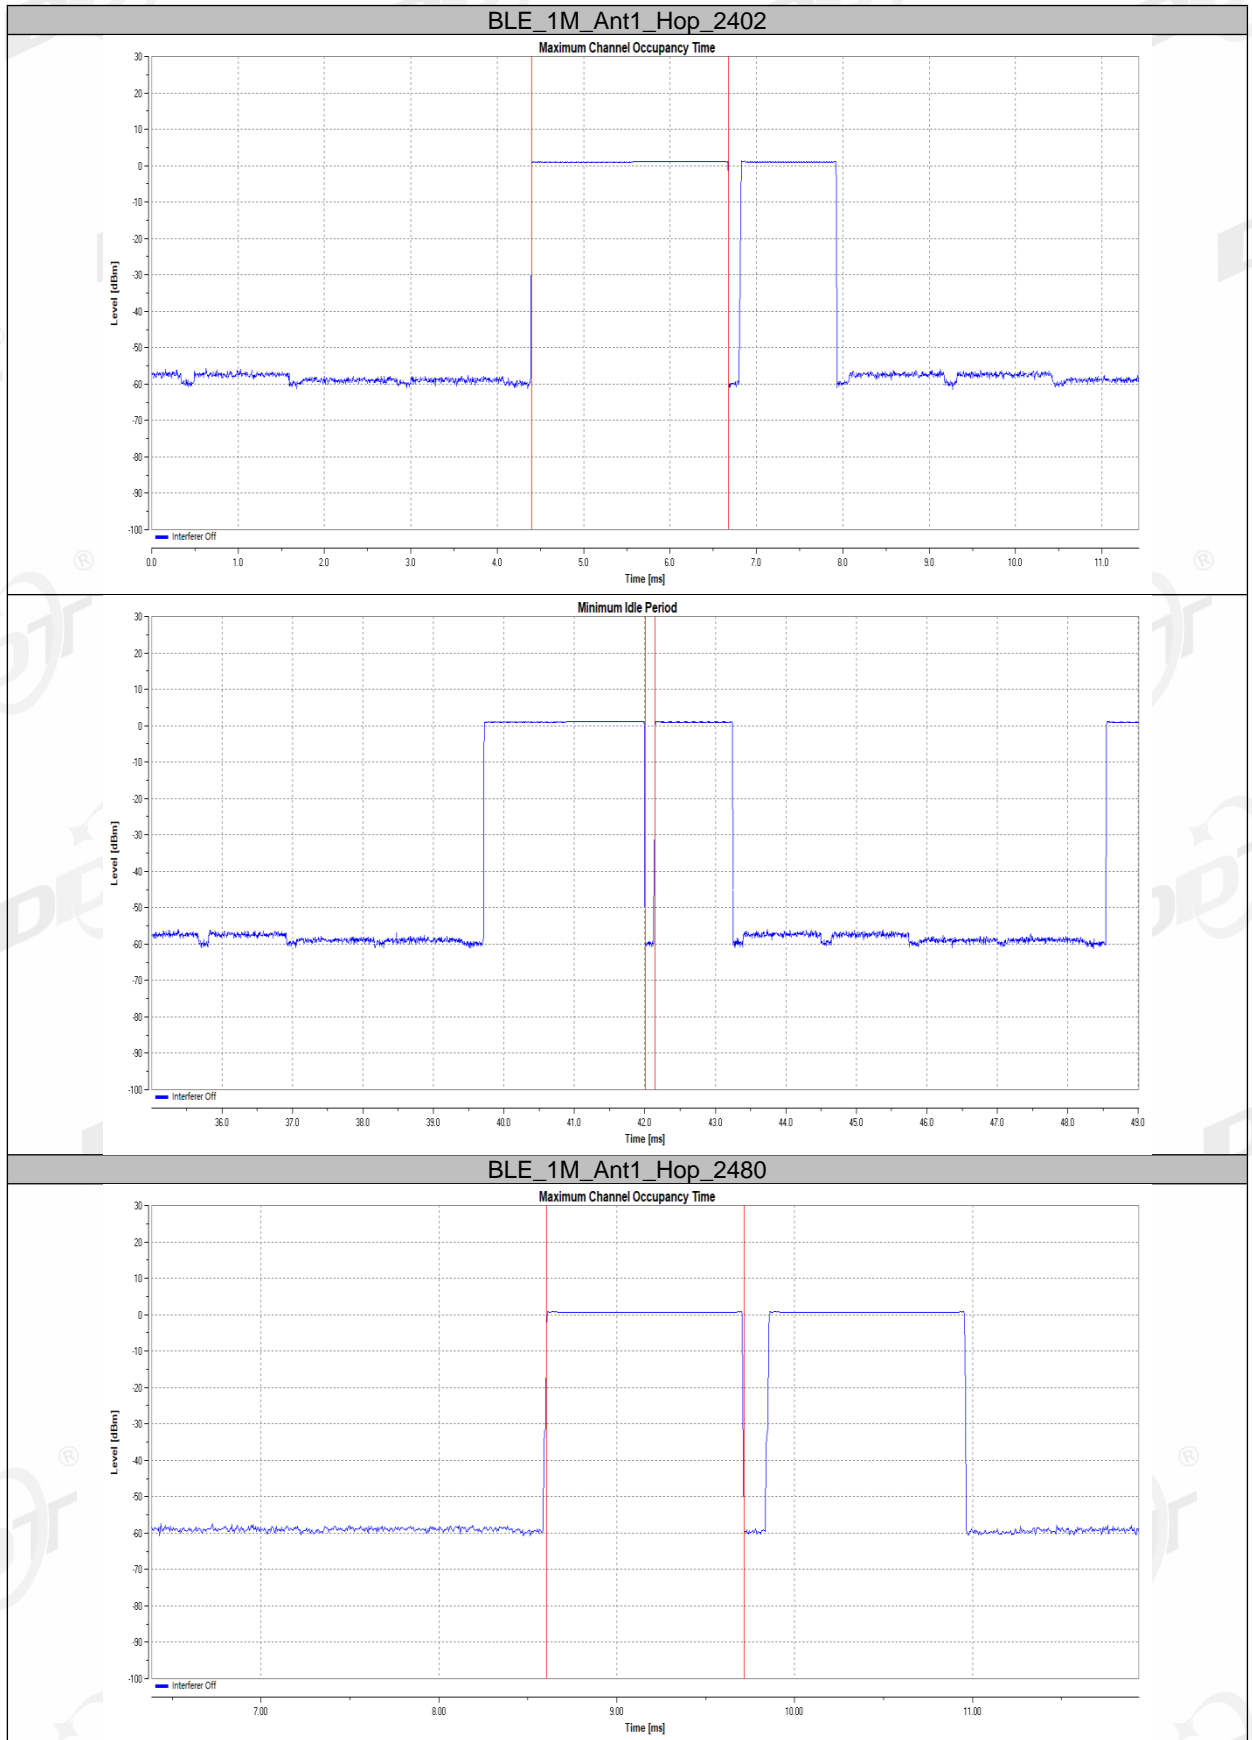 BLE_1M_Ant1_Hop_2402
Maximum Channel Occupancy Time
30
20
10
0
-10
-20
-30
-40
-50
-60
-70
-80
-90
-100
Level [dBm]
Interferer Off
0.0 1.0 2.0 3.0 4.0 5.0 6.0 7.0 8.0 9.0 10.0 11.0
Time [ms]
Minimum Idle Period
30
20
10
0
-10
-20
-30
-40
-50
-60
-70
-80
-90
-100
Level [dBm]
Interferer Off
36.0 37.0 38.0 39.0 40.0 41.0 42.0 43.0 44.0 45.0 46.0 47.0 48.0 49.0
Time [ms]
BLE_1M_Ant1_Hop_2480
Maximum Channel Occupancy Time
30
20
10
0
-10
-20
-30
-40
-50
-60
-70
-80
-90
-100
Level [dBm]
Interferer Off
7.00 8.00 9.00 10.00 11.00
Time [ms]